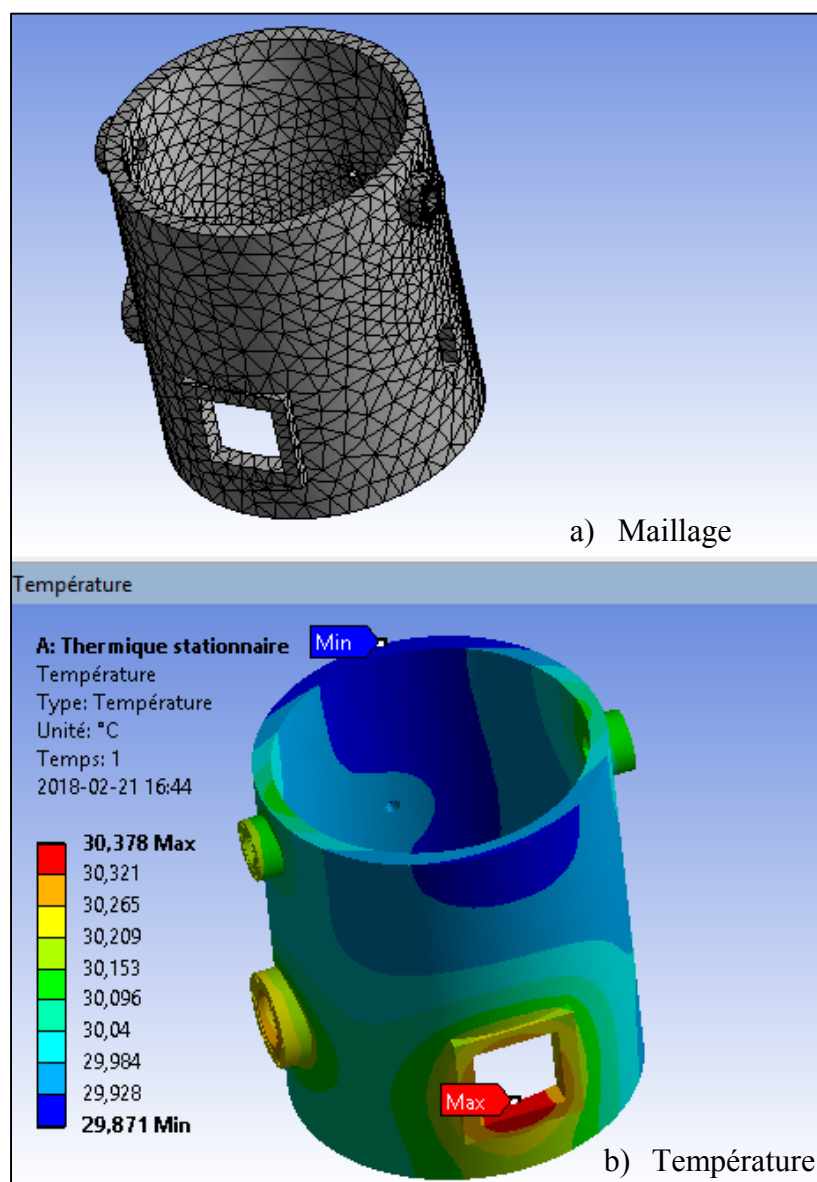 a) Maillage
Température
A: Thermique stationnaire
Température
Type: Température
Unité: °C
Temps: 1
2018-02-21 16:44
Min
30,378 Max
30,321
30,265
30,209
30,153
30,096
30,04
29,984
29,928
29,871 Min
Max
b) Température